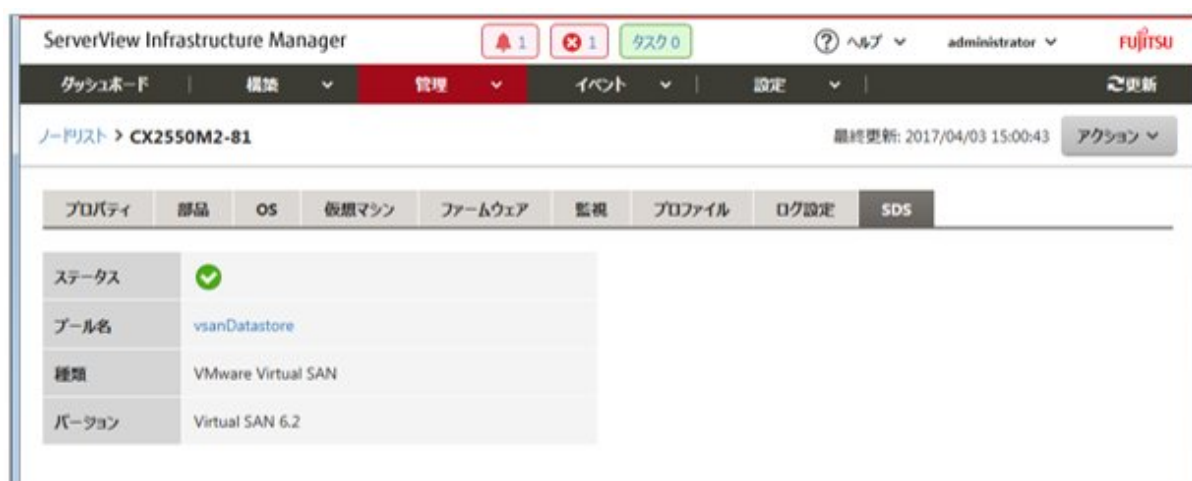 ServerView Infrastructure Manager 1 1 タスク 0 ヘルプ administrator FUJITSU
ダッシュボード 構築 管理 イベント 設定 更新
ノードリスト > CX2550M2-81 最終更新: 2017/04/03 15:00:43 アクション
プロパティ 部品 OS 仮想マシン ファームウェア 監視 プロファイル ログ設定 SDS
ステータス
プール名 vsanDatastore
種類 VMware Virtual SAN
バージョン Virtual SAN 6.2